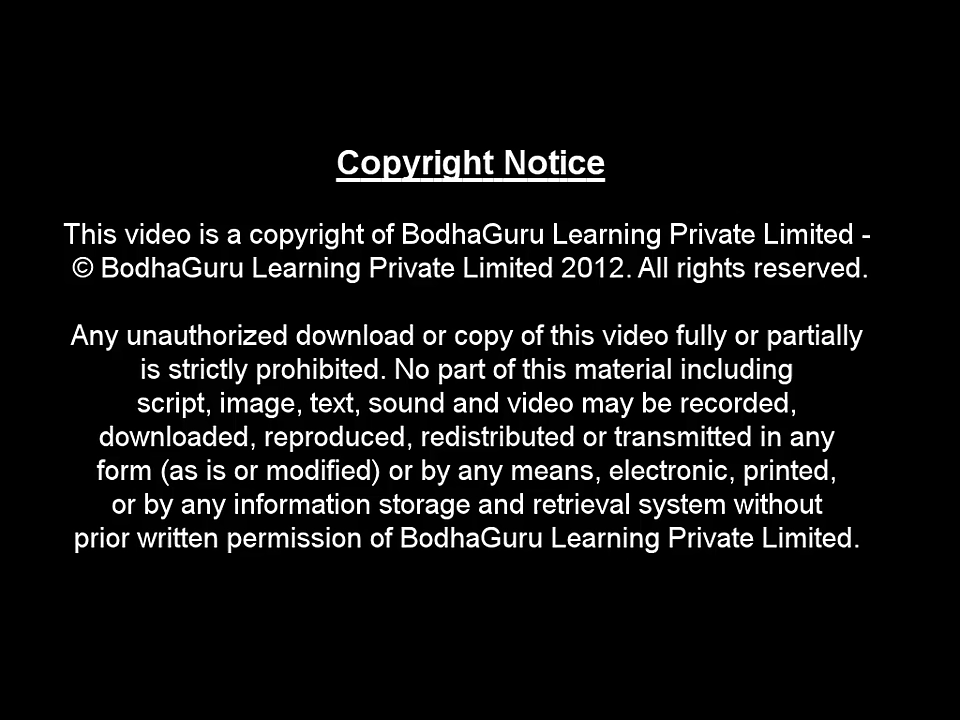 Copyright Notice
This video is a copyright of BodhaGuru Learning Private Limited -
© BodhaGuru Learning Private Limited 2012. All rights reserved.
Any unauthorized download or copy of this video fully or partially
is strictly prohibited. No part of this material including
script, image, text, sound and video may be recorded,
downloaded, reproduced, redistributed or transmitted in any
form (as is or modified) or by any means, electronic, printed,
or by any information storage and retrieval system without
prior written permission of BodhaGuru Learning Private Limited.